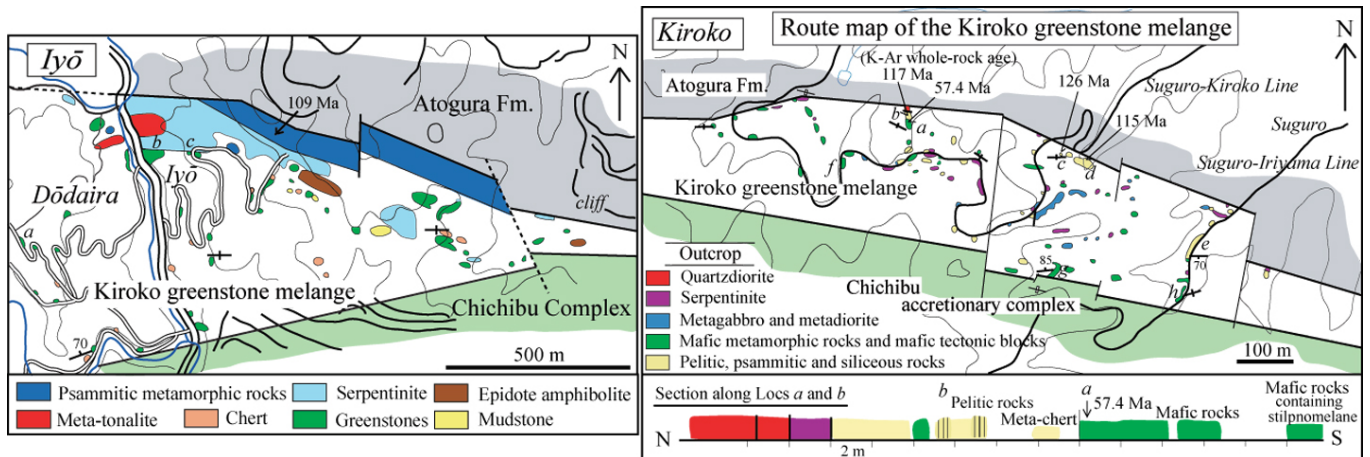 Iyō
N
109 Ma
Atogura Fm.
b
c
Iyō
Dōdaira
cliff
a
Kiroko greenstone melange
Chichibu Complex
70
500 m
Psammitic metamorphic rocks
Serpentinite
Epidote amphibolite
Meta-tonalite
Chert
Greenstones
Mudstone
Kiroko
Route map of the Kiroko greenstone melange
N
(K-Ar whole-rock age)
Atogura Fm.
117 Ma
57.4 Ma
126 Ma
Suguro-Kiroko Line
b
a
115 Ma
Suguro
c
d
Suguro-Iriyama Line
f
Kiroko greenstone melange
e
70
Outcrop
85
g
Quartzdiorite
Chichibu
h
Serpentinite
accretionary complex
Metagabbro and metadiorite
Mafic metamorphic rocks and mafic tectonic blocks
Pelitic, psammitic and siliceous rocks
100 m
Section along Locs a and b
b
Pelitic rocks
Meta-chert
a
57.4 Ma
Mafic rocks
Mafic rocks
containing
stilpnomelane
N
2 m
S